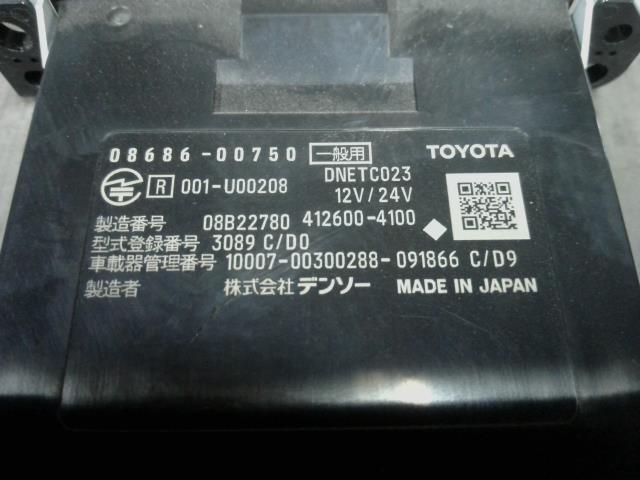 08686-00750 一般用 TOYOTA
DNETC023
R 001-U00208 12V/24V
製造番号 08B22780 412600-4100
型式登録番号 3089 C/D0
車載器管理番号 10007-00300288-091866 C/D9
製造者 株式会社デンソー MADE IN JAPAN